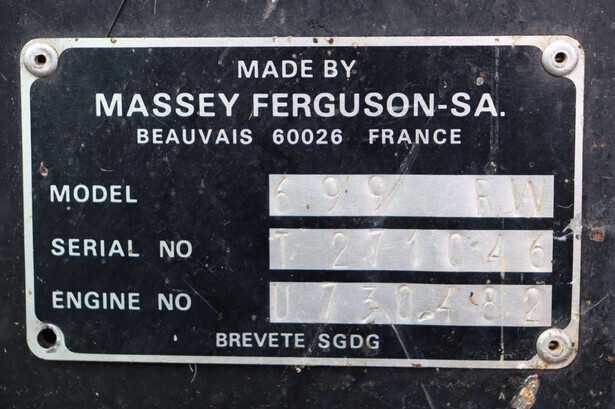 MADE BY
MASSEY FERGUSON-SA.
BEAUVAIS 60026 FRANCE
MODEL 699 RW
SERIAL NO T 271046
ENGINE NO U 730482
BREVETE SGDG